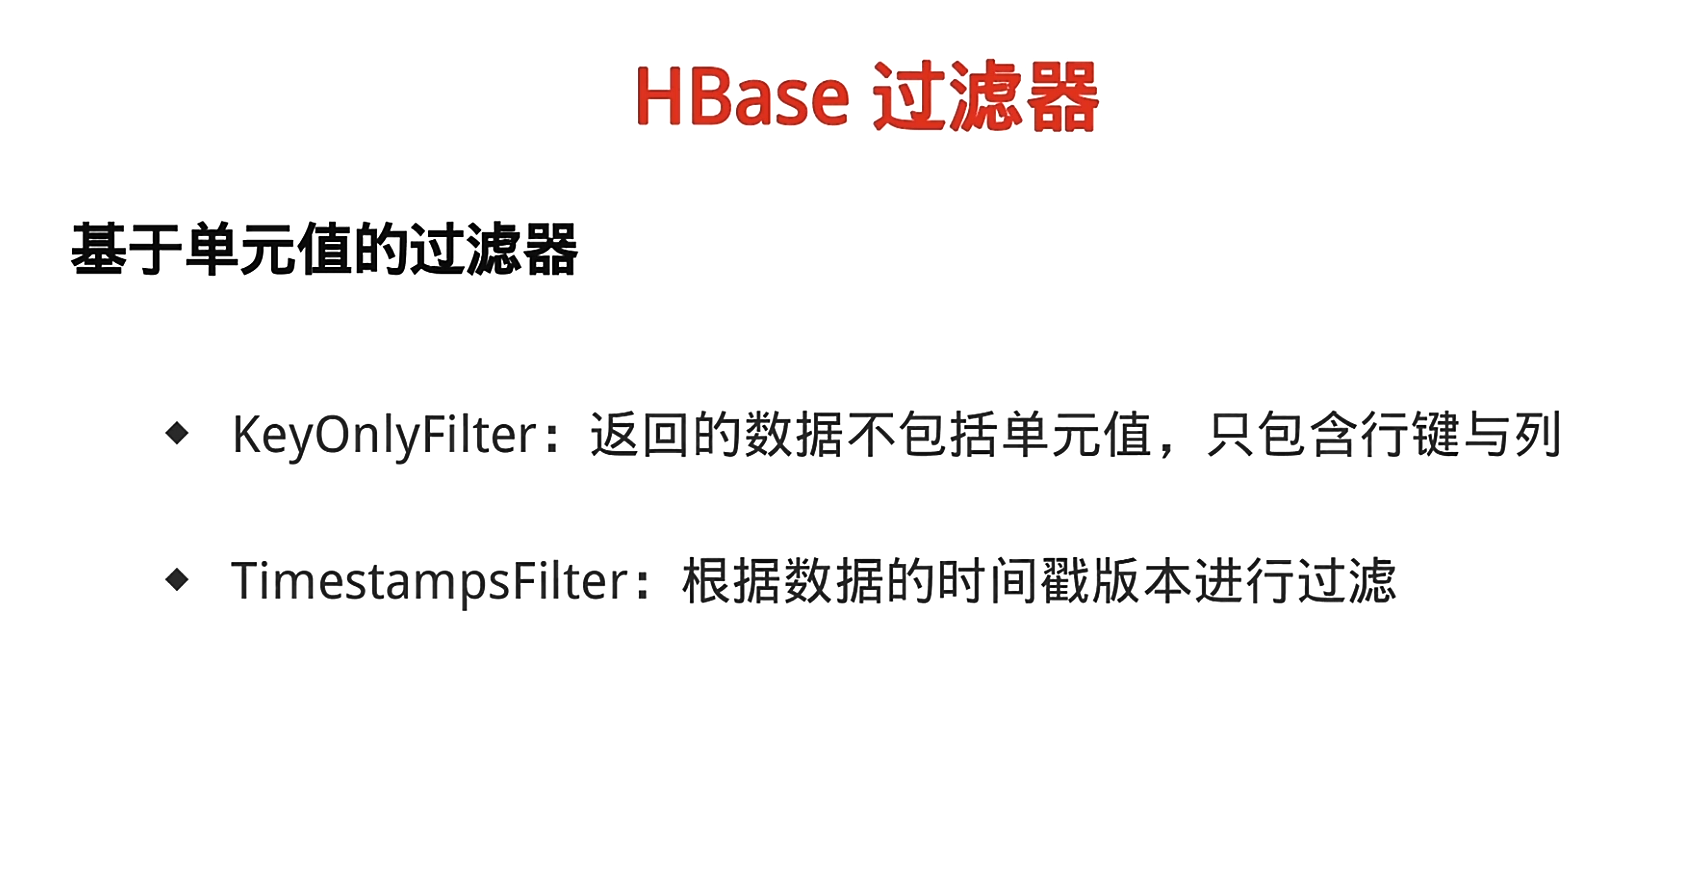 HBase 过滤器
基于单元值的过滤器
◆ KeyOnlyFilter：返回的数据不包括单元值，只包含行键与列
◆ TimestampsFilter：根据数据的时间戳版本进行过滤